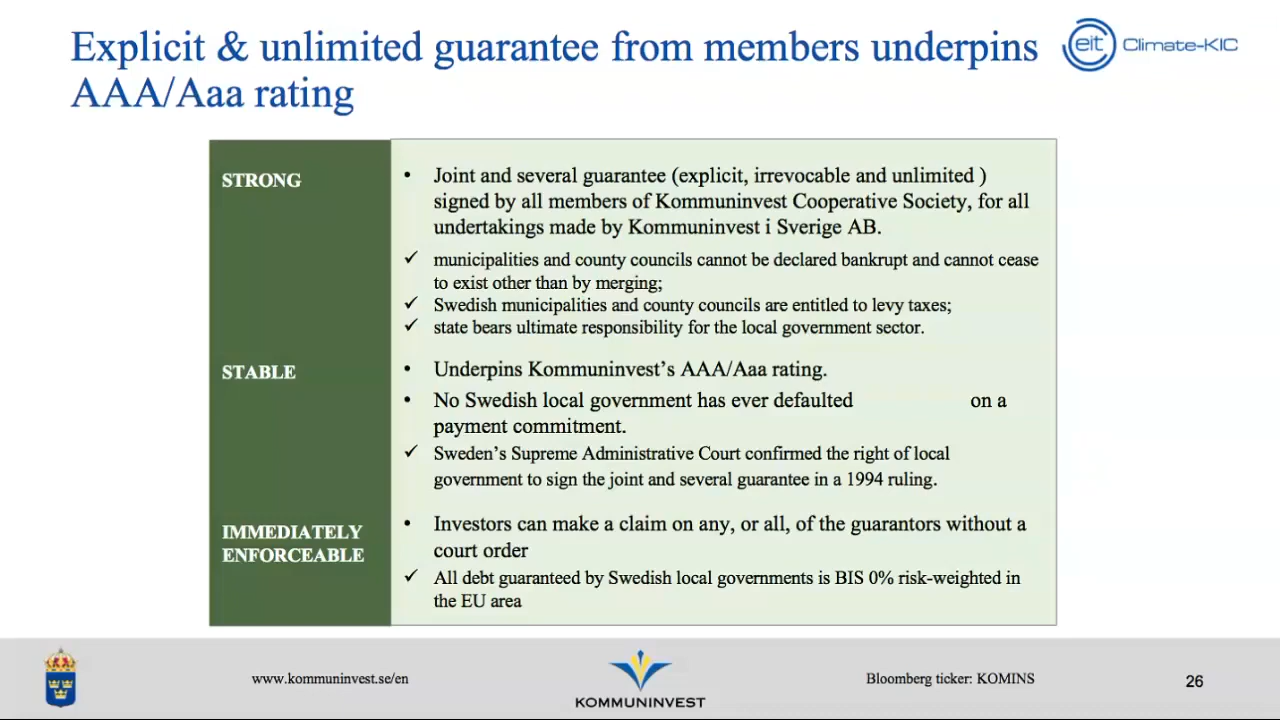 Explicit & unlimited guarantee from members underpins
AAA/Aaa rating
eit Climate-KIC
STRONG
• Joint and several guarantee (explicit, irrevocable and unlimited )
signed by all members of Kommuninvest Cooperative Society, for all
undertakings made by Kommuninvest i Sverige AB.
✓ municipalities and county councils cannot be declared bankrupt and cannot cease
to exist other than by merging;
✓ Swedish municipalities and county councils are entitled to levy taxes;
✓ state bears ultimate responsibility for the local government sector.
STABLE
• Underpins Kommuninvest’s AAA/Aaa rating.
• No Swedish local government has ever defaulted on a
payment commitment.
✓ Sweden’s Supreme Administrative Court confirmed the right of local
government to sign the joint and several guarantee in a 1994 ruling.
IMMEDIATELY
ENFORCEABLE
• Investors can make a claim on any, or all, of the guarantors without a
court order
✓ All debt guaranteed by Swedish local governments is BIS 0% risk-weighted in
the EU area
www.kommuninvest.se/en
KOMMUNINVEST
Bloomberg ticker: KOMINS
26